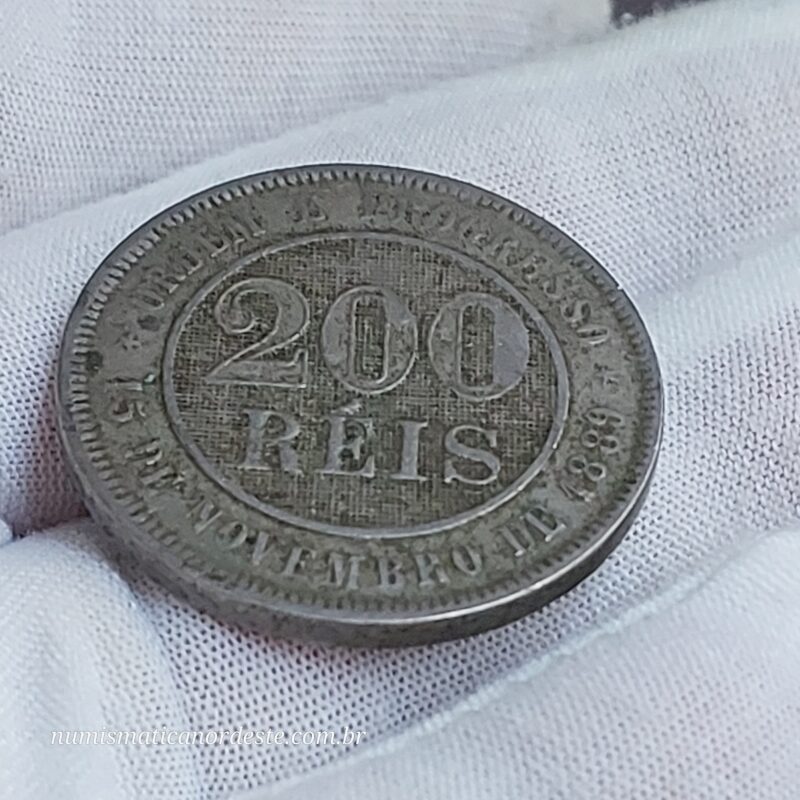 ORDEM E PROGRESSO
200
RÉIS
15 DE NOVEMBRO DE 1889
numismaticanordeste.com.br